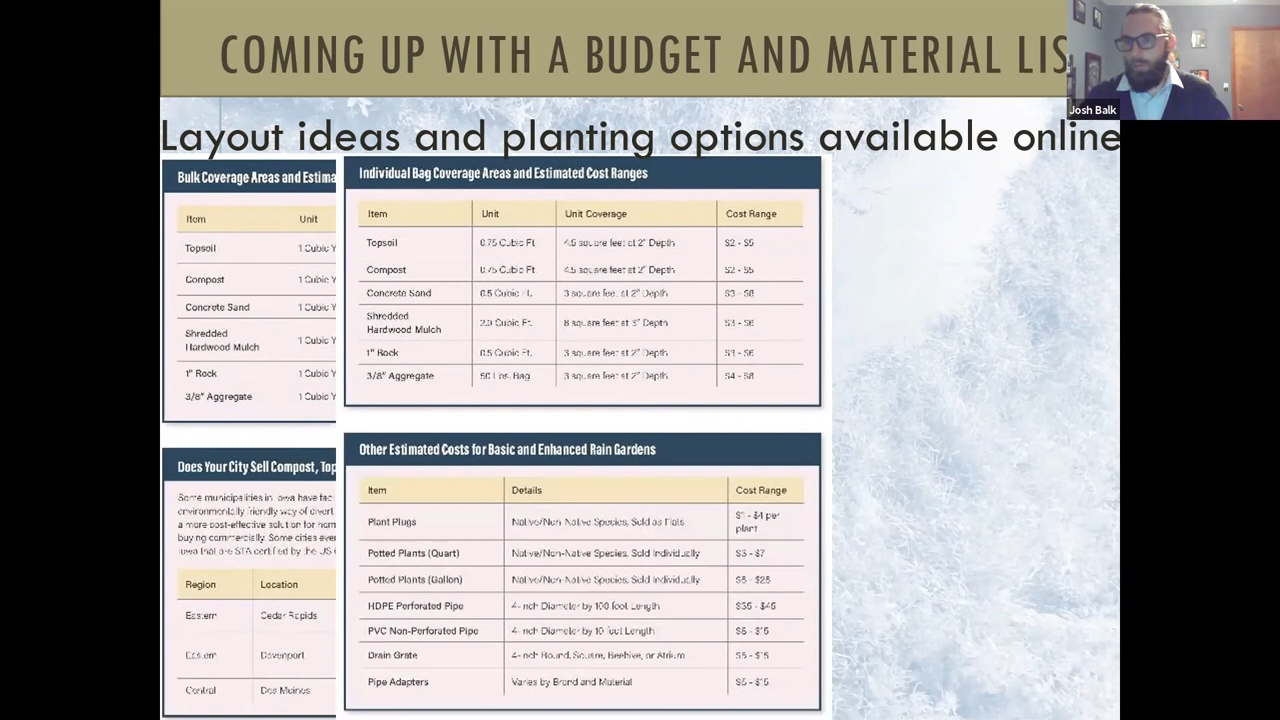 COMING UP WITH A BUDGET AND MATERIAL LIS
Josh Balk
Layout ideas and planting options available online
Bulk Coverage Areas and Estima
Item Unit
Topsoil 1 Cubic Y
Compost 1 Cubic Y
Concrete Sand 1 Cubic Y
Shredded
Hardwood Mulch 1 Cubic Y
1" Rock 1 Cubic Y
3/8" Aggregate 1 Cubic Y
Does Your City Sell Compost, Top
Some municipalities in Iowa have fac
environmentally friendly way of divert
a more cost-effective solution for hom
buying commercially. Some cities eve
Iowa that are STA certified by the US
Region Location
Eastern Cedar Rapids
Eastern Davenport
Central Des Moines
Individual Bag Coverage Areas and Estimated Cost Ranges
Item Unit Unit Coverage Cost Range
Topsoil 0.75 Cubic Ft. 4.5 square feet at 2" Depth $2 - $5
Compost 0.75 Cubic Ft. 4.5 square feet at 2" Depth $2 - $5
Concrete Sand 0.5 Cubic Ft. 3 square feet at 2" Depth $3 - $8
Shredded
Hardwood Mulch 2.0 Cubic Ft. 8 square feet at 3" Depth $3 - $6
1" Rock 0.5 Cubic Ft. 3 square feet at 2" Depth $3 - $6
3/8" Aggregate 50 Lbs. Bag 3 square feet at 2" Depth $4 - $8
Other Estimated Costs for Basic and Enhanced Rain Gardens
Item Details Cost Range
Plant Plugs Native/Non-Native Species, Sold as Flats $1 - $4 per
plant
Potted Plants (Quart) Native/Non-Native Species, Sold Individually $3 - $7
Potted Plants (Gallon) Native/Non-Native Species, Sold Individually $5 - $25
HDPE Perforated Pipe 4-inch Diameter by 100 foot Length $35 - $45
PVC Non-Perforated Pipe 4-inch Diameter by 10 foot Length $5 - $15
Drain Grate 4-inch Round, Square, Beehive, or Atrium $5 - $15
Pipe Adapters Varies by Brand and Material $5 - $15